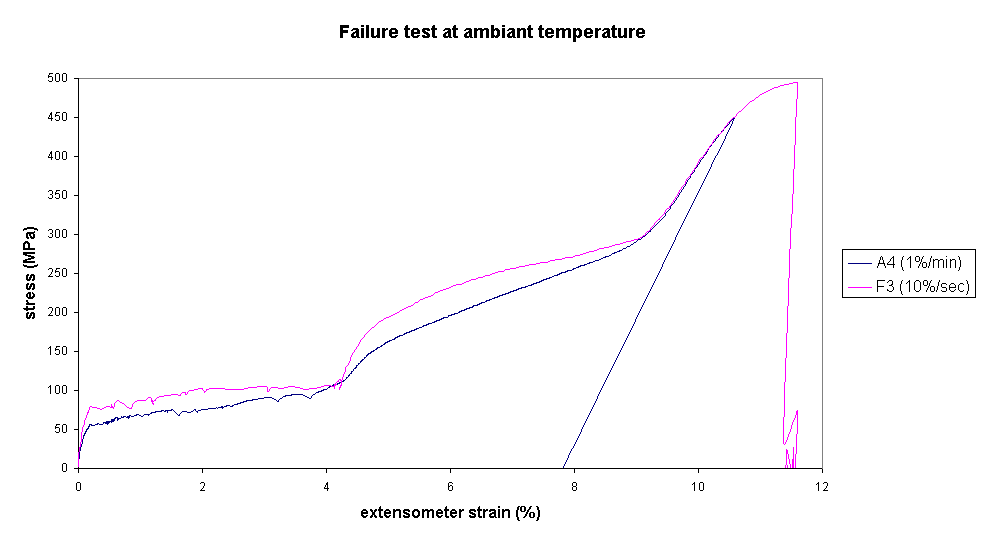 Failure test at ambiant temperature
500
450
400
350
300
250
200
150
100
50
0
stress (MPa)
0 2 4 6 8 10 12
extensometer strain (%)
A4 (1%/min)
F3 (10%/sec)